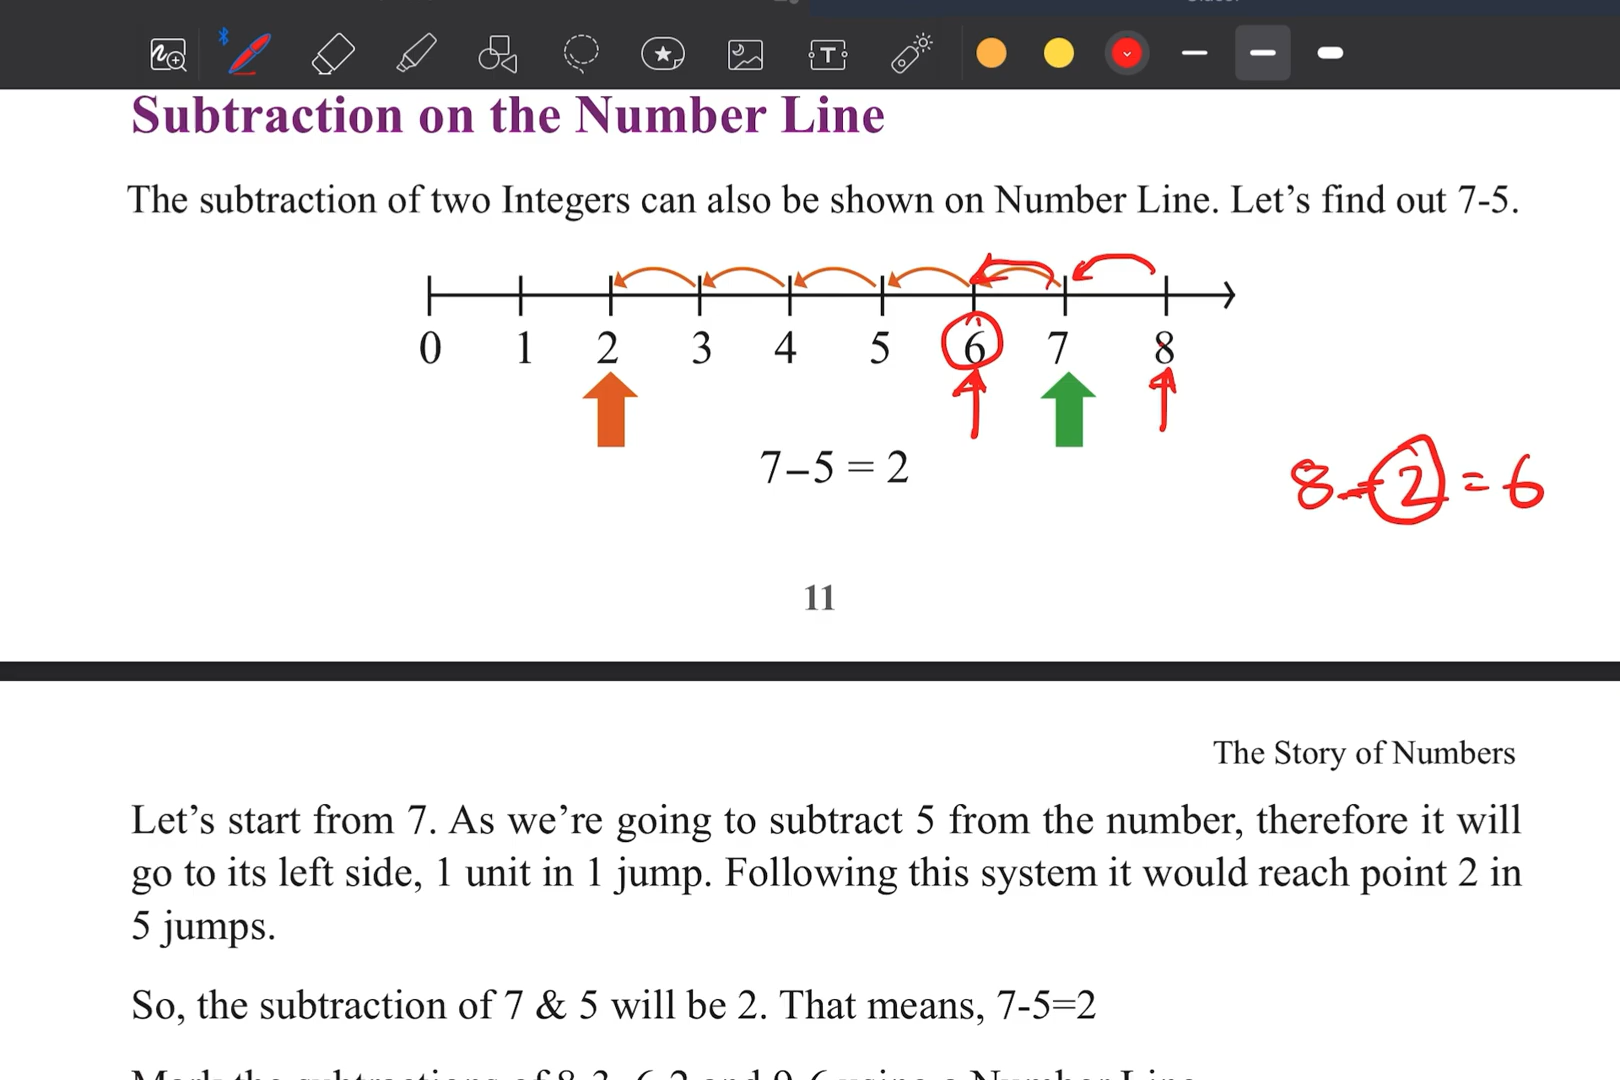 Subtraction on the Number Line
The subtraction of two Integers can also be shown on Number Line. Let’s find out 7-5.
0 1 2 3 4 5 6 7 8
7–5 = 2
8-2=6
11
The Story of Numbers
Let’s start from 7. As we’re going to subtract 5 from the number, therefore it will
go to its left side, 1 unit in 1 jump. Following this system it would reach point 2 in
5 jumps.
So, the subtraction of 7 & 5 will be 2. That means, 7-5=2